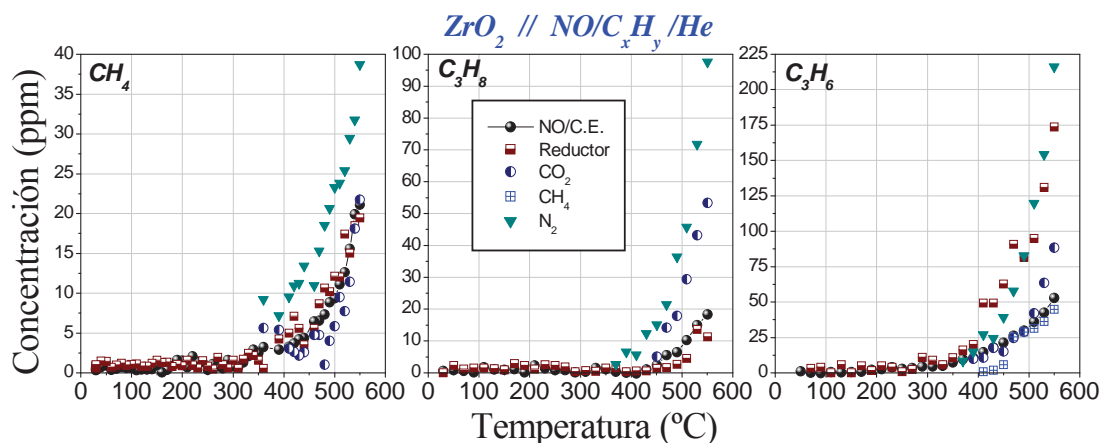 ZrO₂ // NO/CₓHᵧ/He
Concentración (ppm)
CH₄
40
35
30
25
20
15
10
5
0
0 100 200 300 400 500 600
C₃H₈
100
90
80
70
60
50
40
30
20
10
0
0 100 200 300 400 500 600
NO/C.E.
Reductor
CO₂
CH₄
N₂
C₃H₆
225
200
175
150
125
100
75
50
25
0
0 100 200 300 400 500 600
Temperatura (ºC)